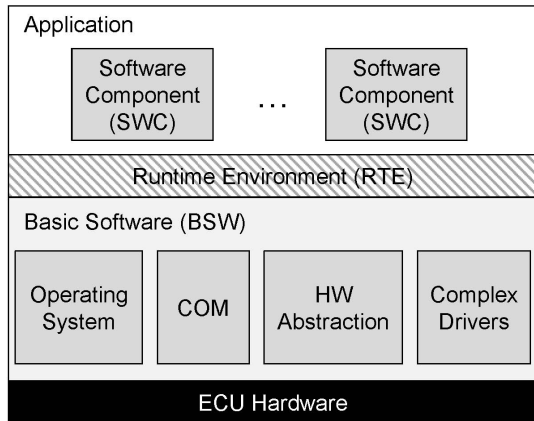 Application
Software
Component
(SWC)
...
Software
Component
(SWC)
Runtime Environment (RTE)
Basic Software (BSW)
Operating
System
COM
HW
Abstraction
Complex
Drivers
ECU Hardware